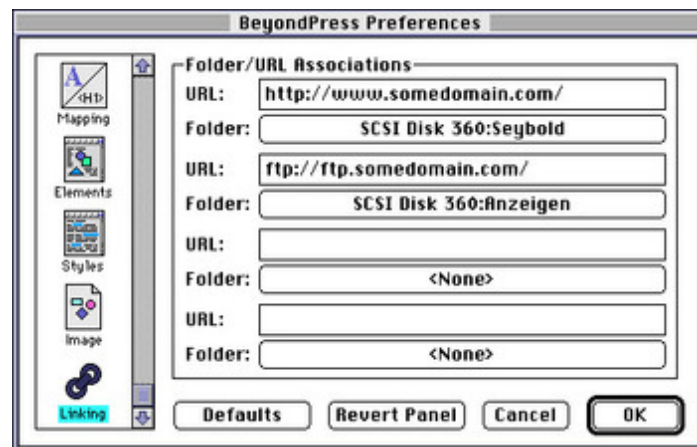 BeyondPress Preferences
A
<H1>
Mapping
Elements
Styles
Image
Linking
Folder/URL Associations
URL: http://www.somedomain.com/
Folder: SCSI Disk 360:Seybold
URL: ftp://ftp.somedomain.com/
Folder: SCSI Disk 360:Anzeigen
URL:
Folder: <None>
URL:
Folder: <None>
Defaults Revert Panel Cancel OK